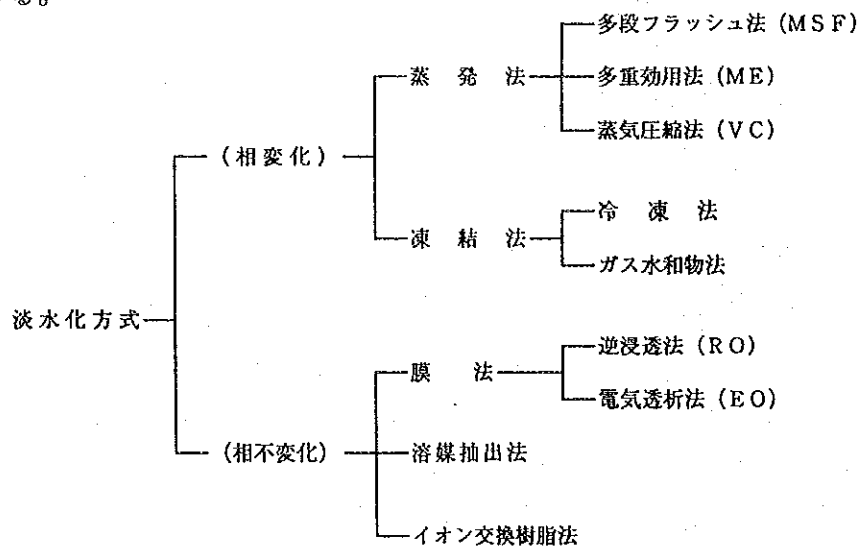 る。
多段フラッシュ法 (MSF)
蒸発法
多重効用法 (ME)
蒸気圧縮法 (VC)
(相変化)
冷凍法
凍結法
ガス水和物法
淡水化方式
逆浸透法 (RO)
膜法
電気透析法 (EO)
(相不変化)
溶媒抽出法
イオン交換樹脂法